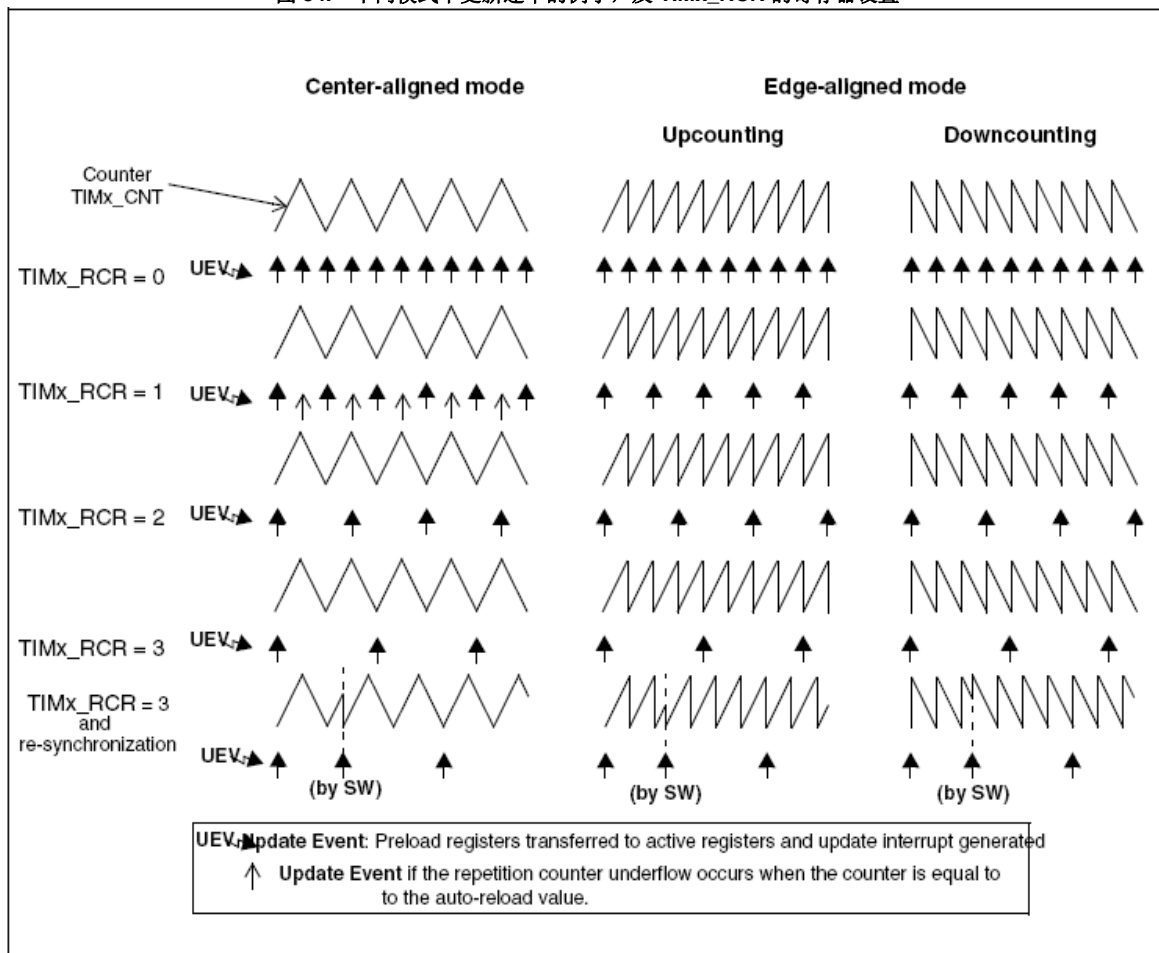 Center-aligned mode
Edge-aligned mode
Upcounting
Downcounting
Counter
TIMx_CNT
TIMx_RCR = 0
UEV
TIMx_RCR = 1
UEV
TIMx_RCR = 2
UEV
TIMx_RCR = 3
UEV
TIMx_RCR = 3
and
re-synchronization
UEV
(by SW)
(by SW)
(by SW)
UEV Update Event: Preload registers transferred to active registers and update interrupt generated
Update Event if the repetition counter underflow occurs when the counter is equal to
to the auto-reload value.